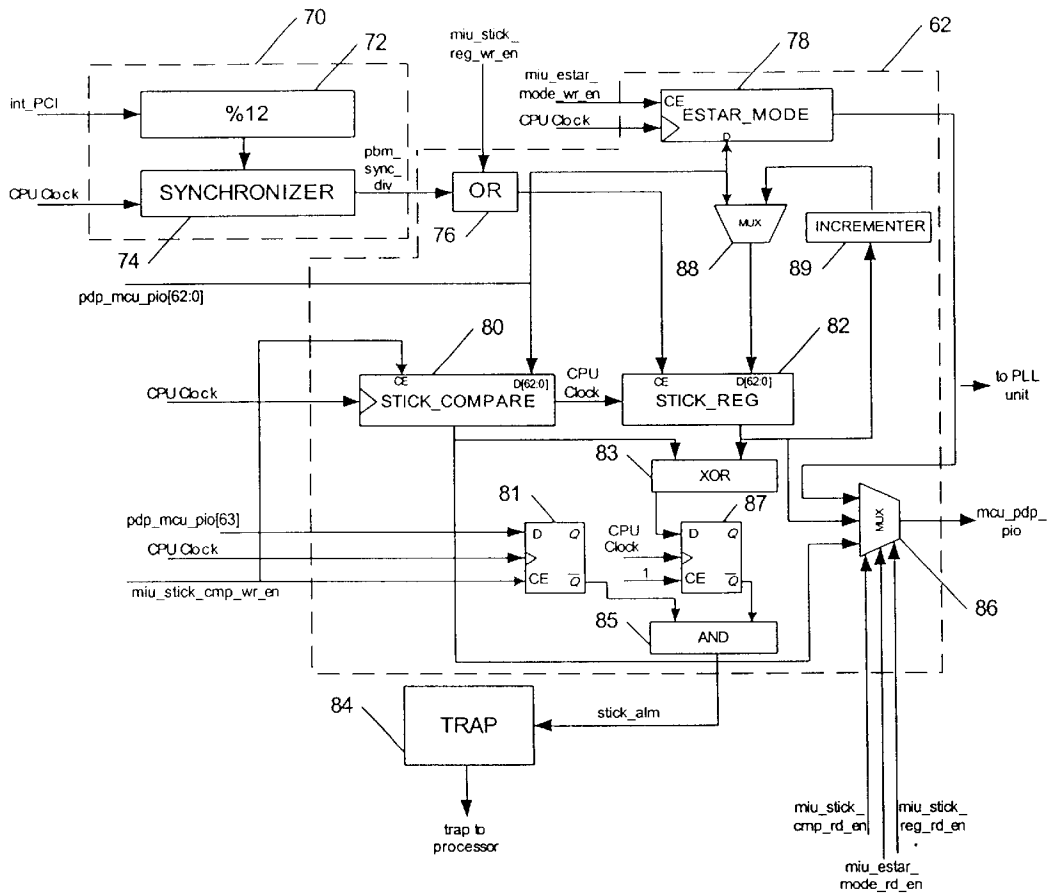 70
72
miu_stick_
reg_wr_en
78
62
int_PCI
%12
miu_estar_
mode_wr_en
CE
ESTAR_MODE
CPU Clock
D
pbm_
sync_
div
CPU Clock
SYNCHRONIZER
OR
MUX
INCREMENTER
74
76
88
89
pdp_mcu_pio[62:0]
80
82
CE
D[62:0]
CPU
Clock
CE
D[62:0]
CPU Clock
STICK_COMPARE
STICK_REG
to PLL
unit
83
XOR
81
87
MUX
mcu_pdp_
pio
pdp_mcu_pio[63]
D
Q
CPU
Clock
D
Q
CPU Clock
CE
Q
1
CE
Q
miu_stick_cmp_wr_en
86
85
AND
84
TRAP
stick_alm
trap to
processor
miu_stick_
cmp_rd_en
miu_stick_
reg_rd_en
miu_estar_
mode_rd_en